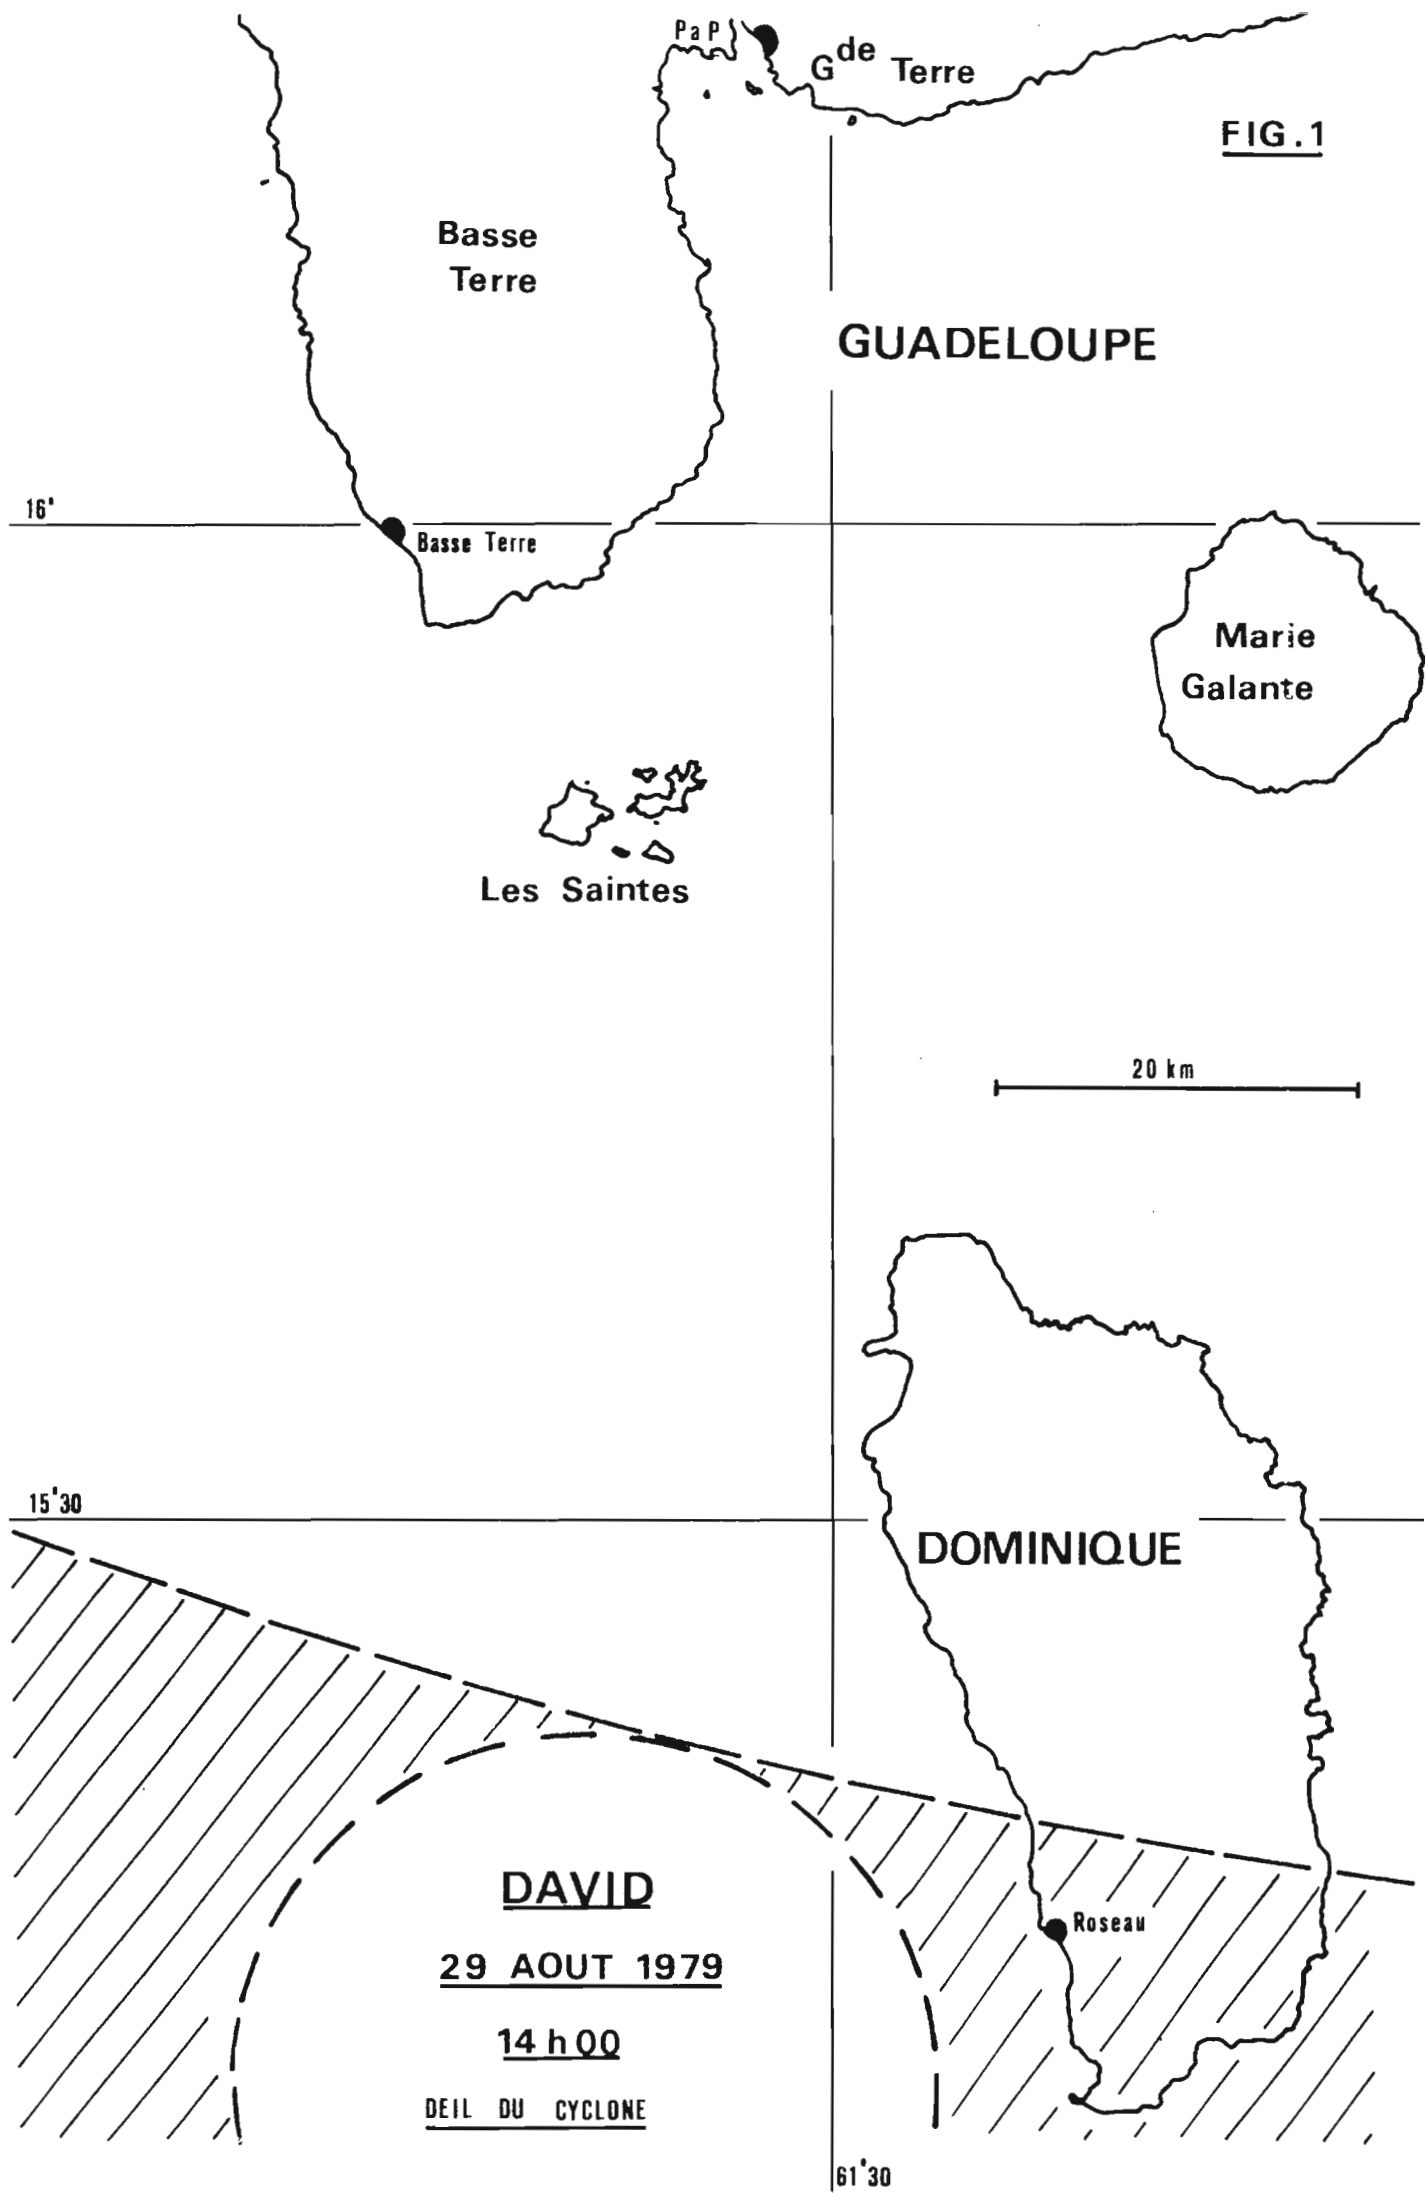 PaP
Gde Terre
FIG.1
Basse
Terre
GUADELOUPE
16°
Basse Terre
Marie
Galante
Les Saintes
20 km
15°30
DOMINIQUE
DAVID
Roseau
29 AOUT 1979
14 h 00
DEIL DU CYCLONE
61°30